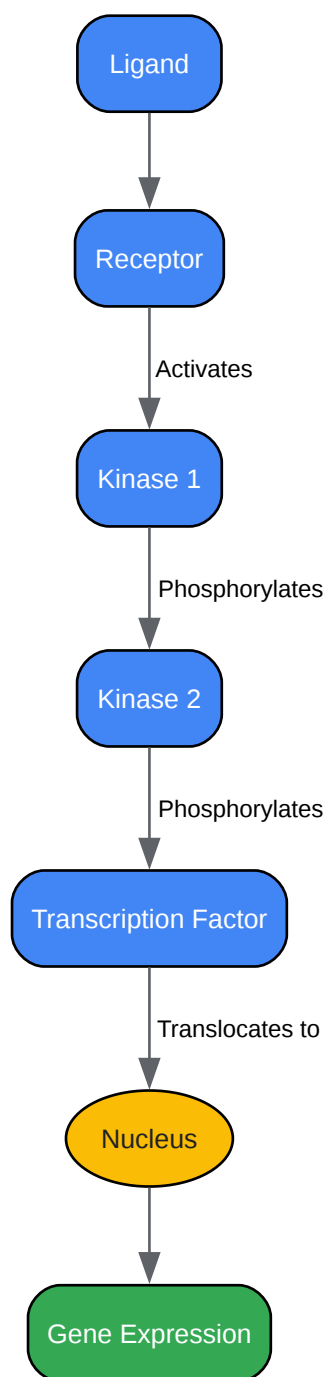 Ligand
Receptor
Activates
Kinase 1
Phosphorylates
Kinase 2
Phosphorylates
Transcription Factor
Translocates to
Nucleus
Gene Expression